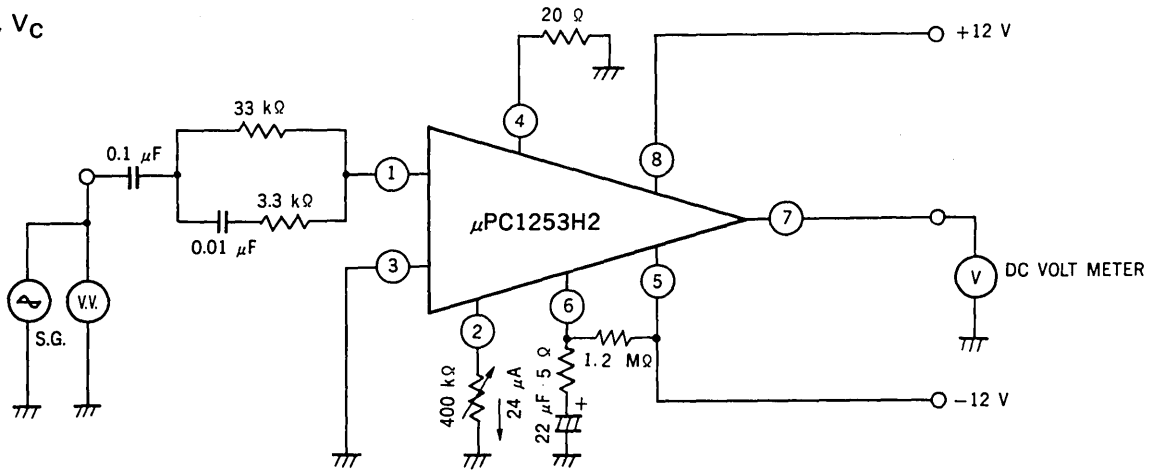 , VC
20 Ω
+12 V
33 kΩ
4
0.1 μF
8
1
3.3 kΩ
0.01 μF
μPC1253H2
7
3
5
V
DC VOLT METER
6
V.V.
S.G.
2
1.2 MΩ
400 kΩ
24 μA
5 Ω
22 μF
+
-12 V